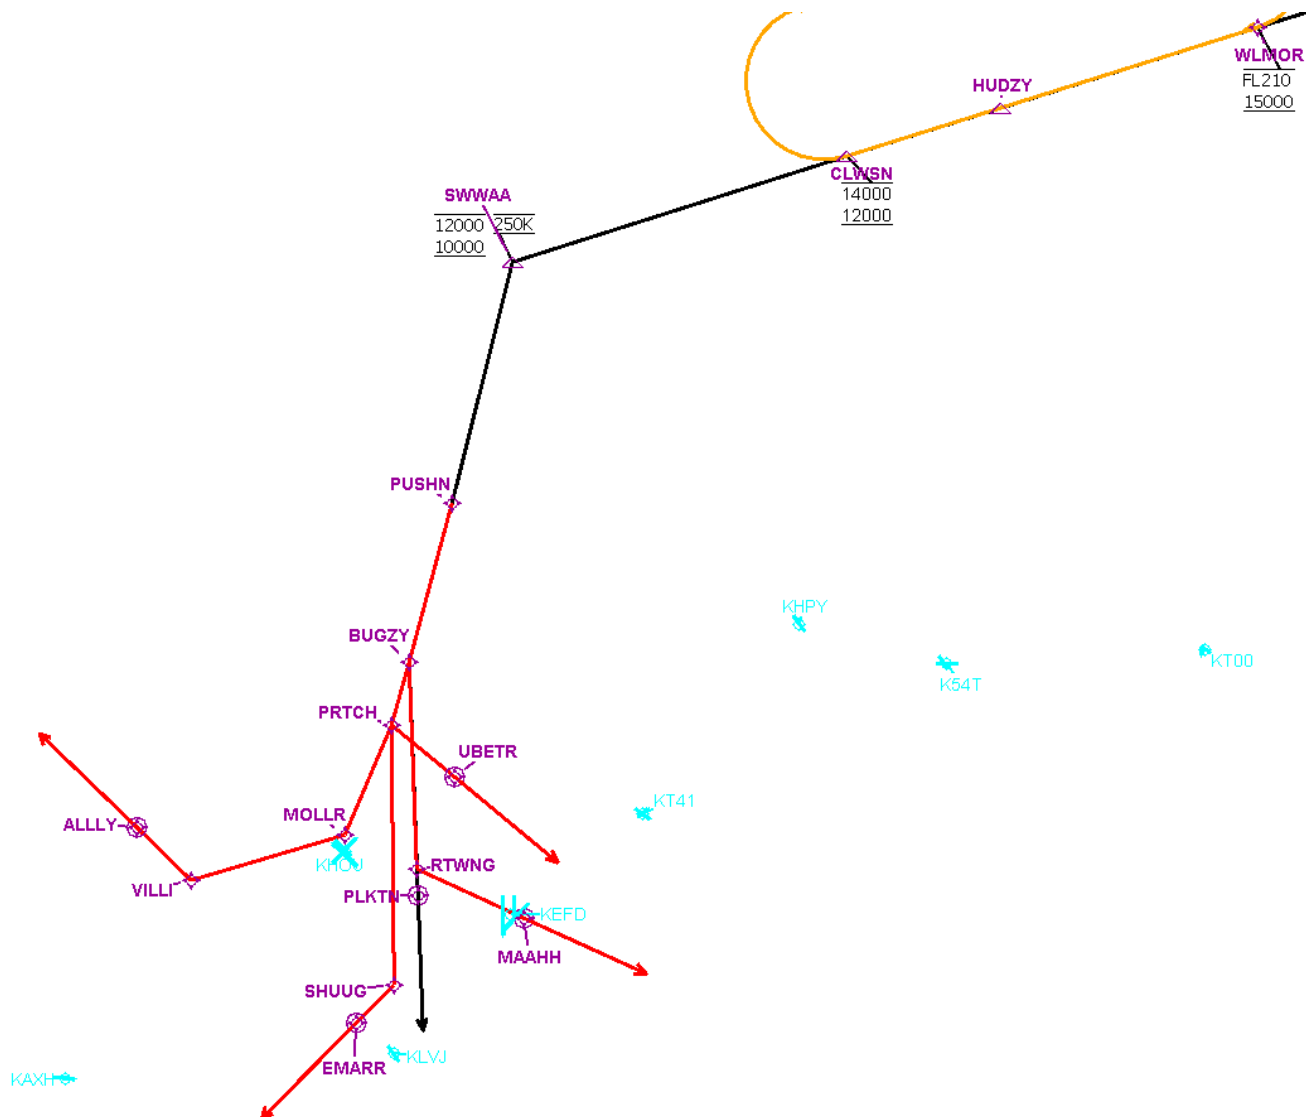 WLMOR
FL210
15000
HUDZY
CLWSN
14000
12000
SWWAA
12000 250K
10000
PUSHN
KHPY
BUGZY
KT00
K54T
PRTCH
UBETR
KT41
MOLLR
ALLLY
KHOU
RTWNG
VILLI
PLKTN
KEFD
MAAHH
SHUUG
KLVJ
EMARR
KAXH